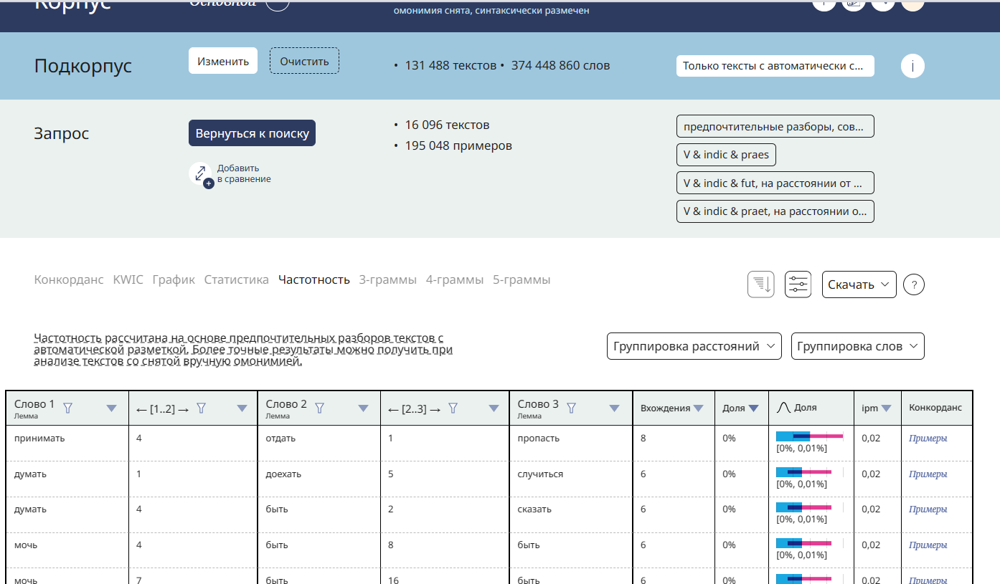 Корпус
Основной
омонимия снята, синтаксически размечен
Подкорпус
Изменить
Очистить
• 131 488 текстов • 374 448 860 слов
Только тексты с автоматически с...
i
Запрос
Вернуться к поиску
Добавить
в сравнение
• 16 096 текстов
• 195 048 примеров
предпочтительные разборы, сов...
V & indic & praes
V & indic & fut, на расстоянии от ...
V & indic & praet, на расстоянии о...
Конкорданс KWIC График Статистика Частотность 3-граммы 4-граммы 5-граммы
Скачать
?
Частотность рассчитана на основе предпочтительных разборов текстов с
автоматической разметкой. Более точные результаты можно получить при
анализе текстов со снятой вручную омонимией.
Группировка расстояний
Группировка слов
Слово 1 Лемма ← [1..2] → Слово 2 Лемма ← [2..3] → Слово 3 Лемма Вхождения Доля Доля ipm Конкорданс
принимать 4 отдать 1 пропасть 8 0% [0%, 0,01%] 0,02 Примеры
думать 1 доехать 5 случиться 6 0% [0%, 0,01%] 0,02 Примеры
думать 4 быть 2 сказать 6 0% [0%, 0,01%] 0,02 Примеры
мочь 4 быть 8 быть 6 0% [0%, 0,01%] 0,02 Примеры
мочь 7 быть 16 быть 6 0% 0,02 Примеры